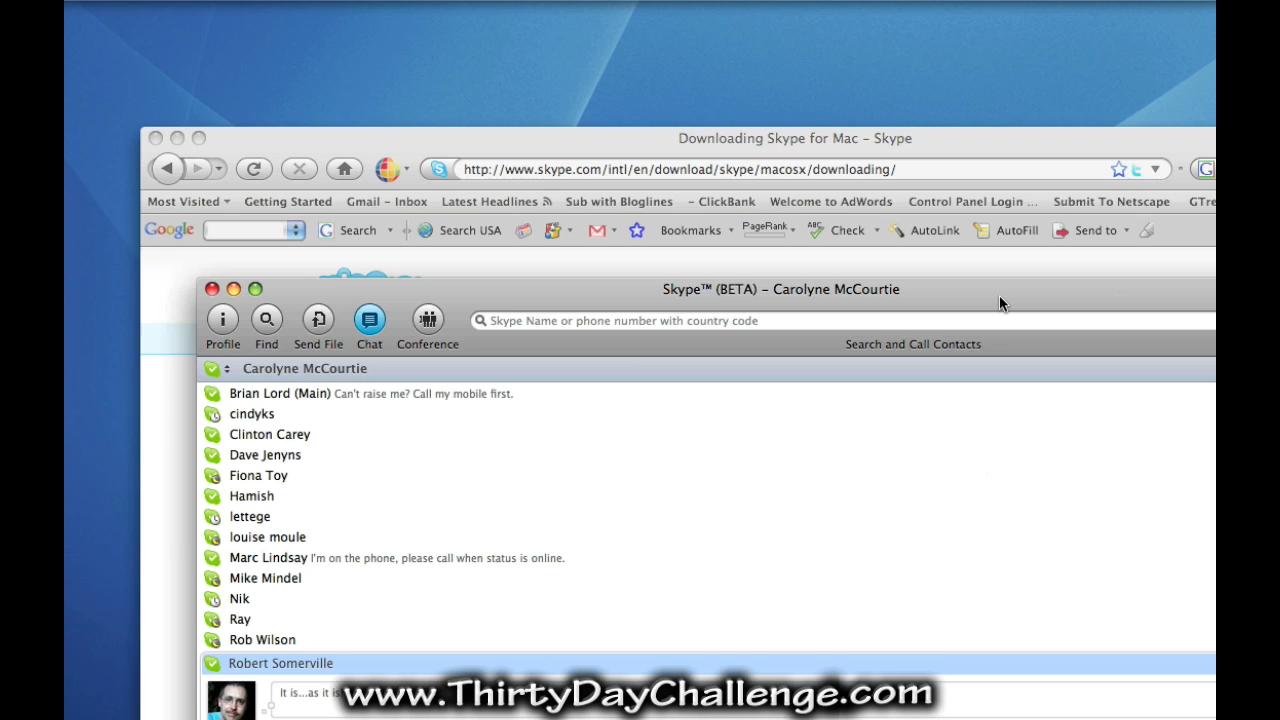 Downloading Skype for Mac – Skype
http://www.skype.com/intl/en/download/skype/macosx/downloading/
Most Visited Getting Started Gmail – Inbox Latest Headlines Sub with Bloglines – ClickBank Welcome to AdWords Control Panel Login ... Submit To Netscape GTre
Google Search Search USA Bookmarks PageRank Check AutoLink AutoFill Send to
Skype™ (BETA) – Carolyne McCourtie
Skype Name or phone number with country code
Profile Find Send File Chat Conference Search and Call Contacts
Carolyne McCourtie
Brian Lord (Main) Can't raise me? Call my mobile first.
cindyks
Clinton Carey
Dave Jenyns
Fiona Toy
Hamish
lettege
louise moule
Marc Lindsay I'm on the phone, please call when status is online.
Mike Mindel
Nik
Ray
Rob Wilson
Robert Somerville
It is...as it is
www.ThirtyDayChallenge.com